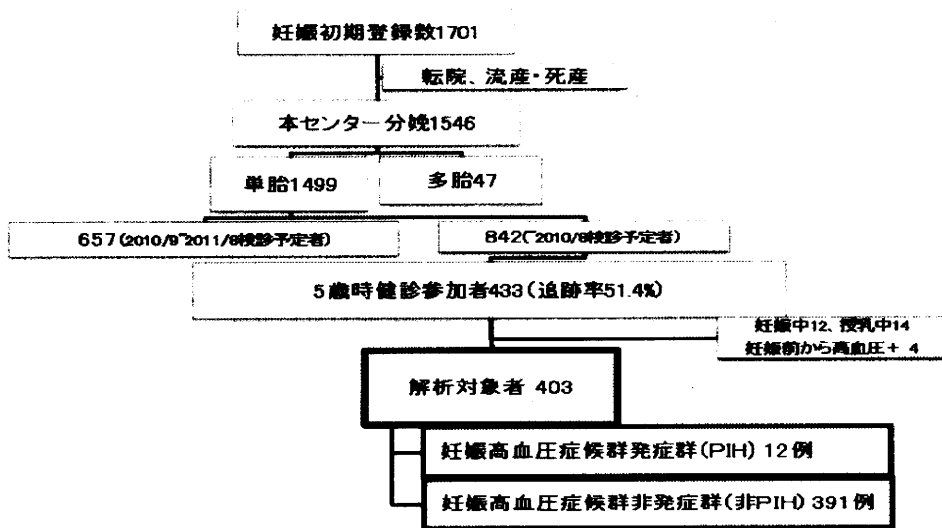 妊娠初期登録数1701
転院、流産・死産
本センター分娩1546
単胎1499
多胎47
657(2010/9~2011/8検診予定者)
842(~2010/8検診予定者)
5歳時健診参加者433(追跡率51.4%)
妊娠中12、授乳中14
妊娠前から高血圧+ 4
解析対象者 403
妊娠高血圧症候群発症群(PIH) 12例
妊娠高血圧症候群非発症群(非PIH) 391例